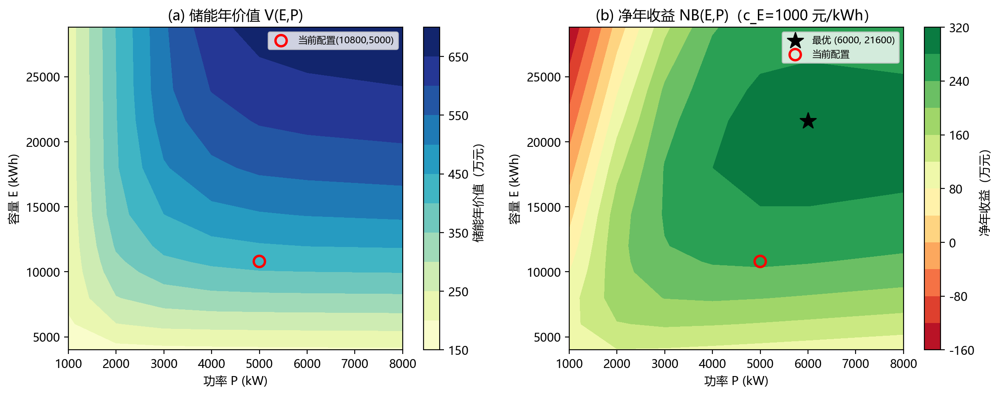 (a) 储能年价值 V(E,P)
当前配置(10800,5000)
容量 E (kWh)
25000
20000
15000
10000
5000
1000 2000 3000 4000 5000 6000 7000 8000
功率 P (kW)
650
550
450
350
250
150
储能年价值（万元）
(b) 净年收益 NB(E,P)（c_E=1000 元/kWh）
最优 (6000, 21600)
当前配置
容量 E (kWh)
25000
20000
15000
10000
5000
1000 2000 3000 4000 5000 6000 7000 8000
功率 P (kW)
320
240
160
80
0
-80
-160
净年收益（万元）